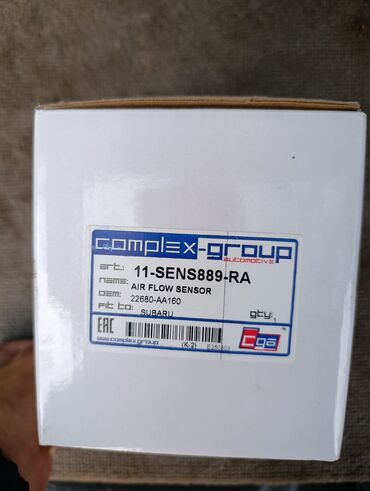 complex-group
automotive
art.: 11-SENS889-RA
name: AIR FLOW SENSOR
oem: 22680-AA160
fit to: SUBARU
qty: 1
EAC
cga
www.complex.group
(K-2)